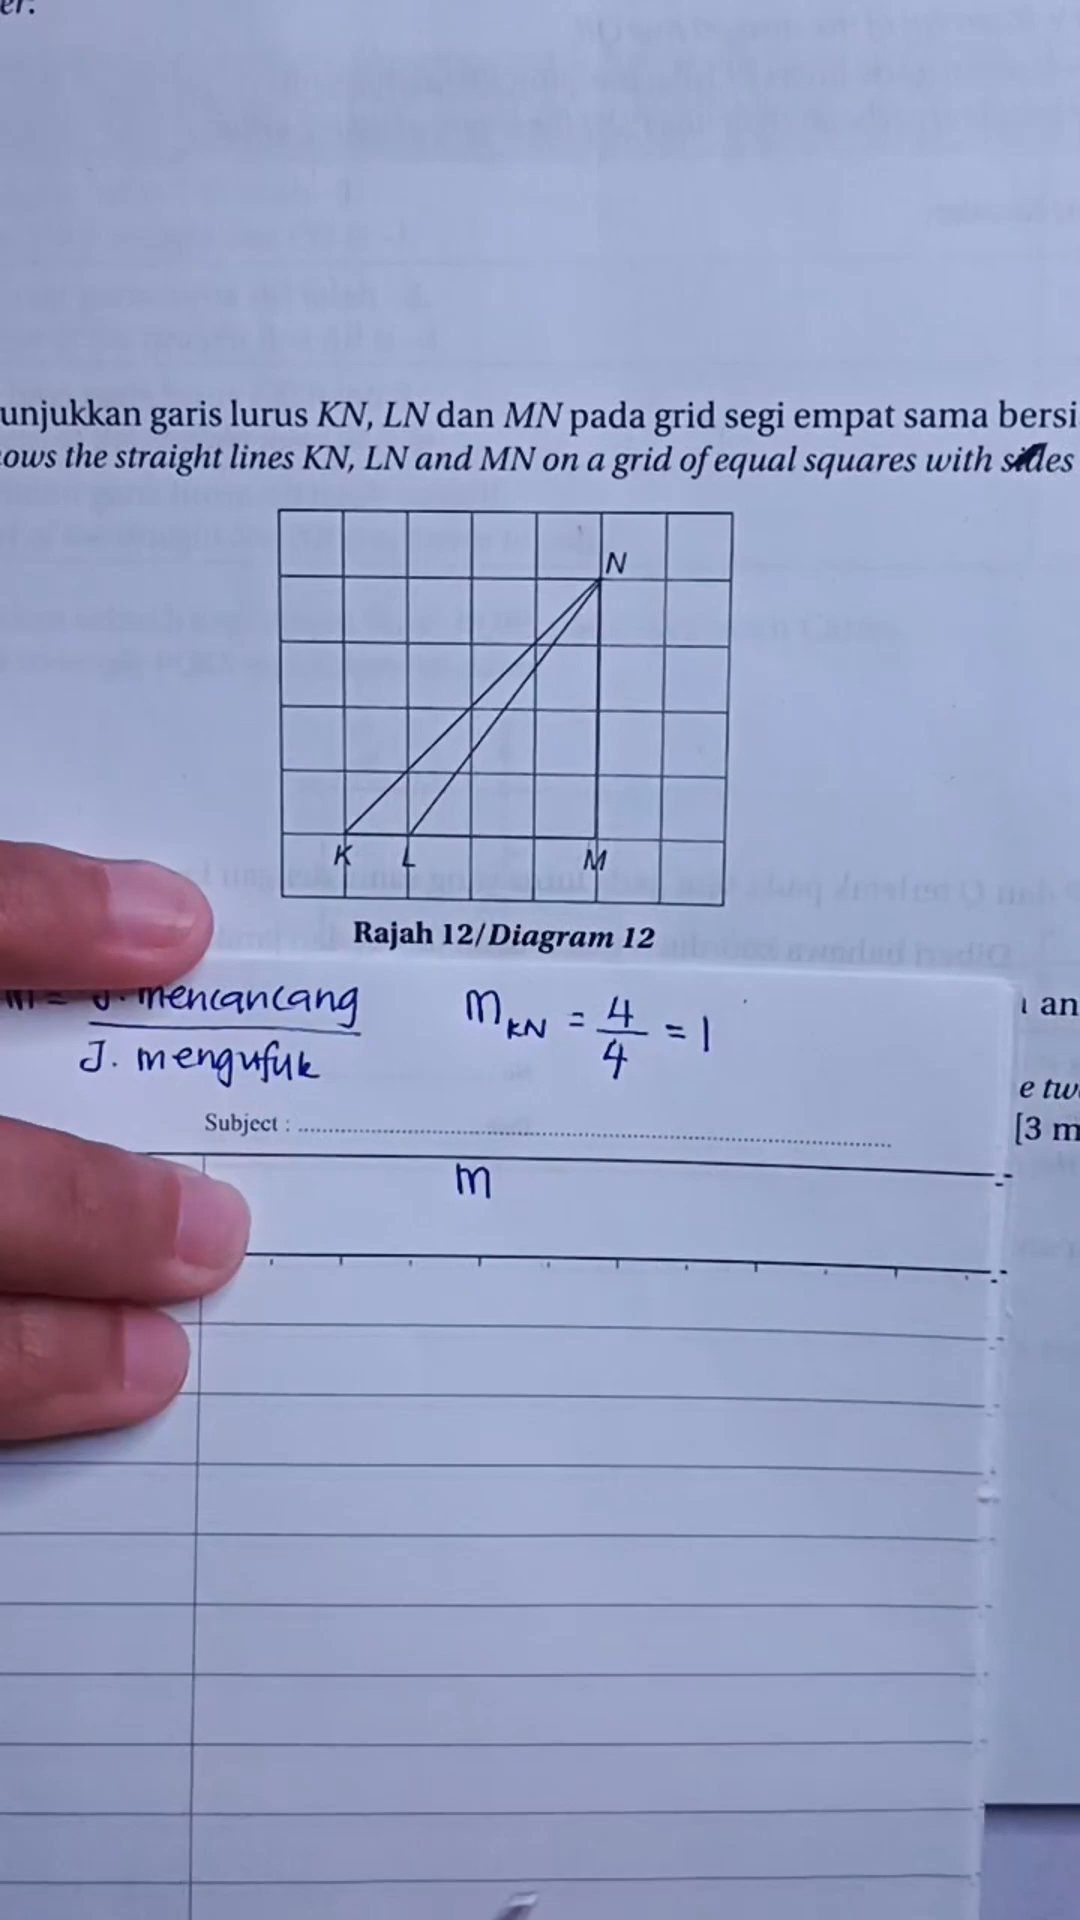 er.
unjukkan garis lurus KN, LN dan MN pada grid segi empat sama bersi
ows the straight lines KN, LN and MN on a grid of equal squares with sides
N
K L M
Rajah 12/Diagram 12
m = J. mencancang
J. mengufuk
m KN = 4/4 = 1
an
e tw
[3 m
Subject :
m